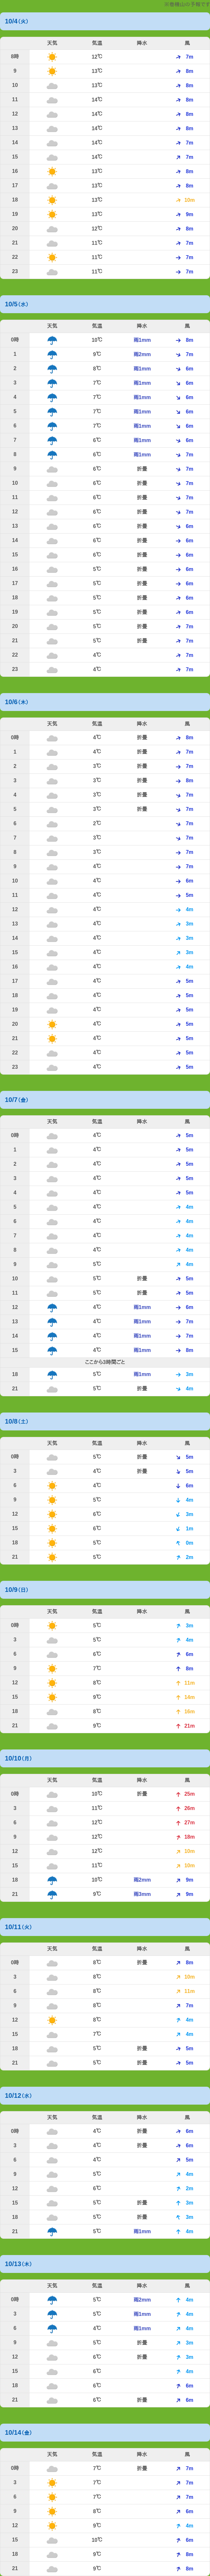 10/4(火)
天気 気温 降水 風
8時 12℃ 7m
9 13℃ 8m
10 13℃ 8m
11 14℃ 8m
12 14℃ 8m
13 14℃ 8m
14 14℃ 7m
15 14℃ 7m
16 13℃ 8m
17 13℃ 8m
18 13℃ 10m
19 13℃ 9m
20 12℃ 8m
21 11℃ 7m
22 11℃ 7m
23 11℃ 7m
10/5(水)
天気 気温 降水 風
0時 10℃ 雨1mm 8m
1 9℃ 雨2mm 7m
2 8℃ 雨1mm 6m
3 7℃ 雨1mm 6m
4 7℃ 雨1mm 6m
5 7℃ 雨1mm 6m
6 7℃ 雨1mm 6m
7 6℃ 雨1mm 6m
8 6℃ 雨1mm 7m
9 6℃ 折畳 7m
10 6℃ 折畳 7m
11 6℃ 折畳 7m
12 6℃ 折畳 7m
13 6℃ 折畳 6m
14 6℃ 折畳 6m
15 6℃ 折畳 6m
16 5℃ 折畳 6m
17 5℃ 折畳 6m
18 5℃ 折畳 6m
19 5℃ 折畳 6m
20 5℃ 折畳 7m
21 5℃ 折畳 7m
22 4℃ 7m
23 4℃ 7m
10/6(木)
天気 気温 降水 風
0時 4℃ 折畳 8m
1 4℃ 折畳 7m
2 3℃ 折畳 7m
3 3℃ 折畳 8m
4 3℃ 折畳 7m
5 3℃ 折畳 7m
6 2℃ 7m
7 3℃ 7m
8 3℃ 7m
9 4℃ 7m
10 4℃ 6m
11 4℃ 5m
12 4℃ 4m
13 4℃ 3m
14 4℃ 3m
15 4℃ 3m
16 4℃ 4m
17 4℃ 5m
18 4℃ 5m
19 4℃ 5m
20 4℃ 5m
21 4℃ 5m
22 4℃ 5m
23 4℃ 5m
10/7(金)
天気 気温 降水 風
0時 4℃ 5m
1 4℃ 5m
2 4℃ 5m
3 4℃ 5m
4 4℃ 5m
5 4℃ 4m
6 4℃ 4m
7 4℃ 4m
8 4℃ 4m
9 5℃ 4m
10 5℃ 折畳 5m
11 5℃ 折畳 5m
12 4℃ 雨1mm 6m
13 4℃ 雨1mm 7m
14 4℃ 雨1mm 7m
15 4℃ 雨1mm 8m
ここから3時間ごと
18 5℃ 雨1mm 3m
21 5℃ 折畳 4m
10/8(土)
天気 気温 降水 風
0時 5℃ 折畳 5m
3 4℃ 折畳 5m
6 4℃ 6m
9 5℃ 4m
12 6℃ 3m
15 6℃ 1m
18 5℃ 0m
21 5℃ 2m
10/9(日)
天気 気温 降水 風
0時 5℃ 3m
3 5℃ 4m
6 6℃ 6m
9 7℃ 8m
12 8℃ 11m
15 9℃ 14m
18 8℃ 16m
21 9℃ 21m
10/10(月)
天気 気温 降水 風
0時 10℃ 折畳 25m
3 11℃ 26m
6 12℃ 27m
9 12℃ 18m
12 12℃ 10m
15 11℃ 10m
18 10℃ 雨2mm 9m
21 9℃ 雨3mm 9m
10/11(火)
天気 気温 降水 風
0時 8℃ 折畳 8m
3 8℃ 10m
6 8℃ 11m
9 8℃ 7m
12 8℃ 4m
15 7℃ 4m
18 5℃ 折畳 5m
21 5℃ 折畳 5m
10/12(水)
天気 気温 降水 風
0時 4℃ 折畳 6m
3 4℃ 折畳 6m
6 4℃ 5m
9 5℃ 4m
12 6℃ 2m
15 5℃ 折畳 3m
18 5℃ 折畳 3m
21 5℃ 雨1mm 4m
10/13(木)
天気 気温 降水 風
0時 5℃ 雨2mm 4m
3 5℃ 雨1mm 4m
6 4℃ 雨1mm 4m
9 5℃ 折畳 3m
12 6℃ 折畳 3m
15 6℃ 4m
18 6℃ 6m
21 6℃ 折畳 6m
10/14(金)
天気 気温 降水 風
0時 7℃ 折畳 7m
3 7℃ 7m
6 7℃ 7m
9 8℃ 6m
12 9℃ 4m
15 10℃ 6m
18 9℃ 8m
21 9℃ 8m